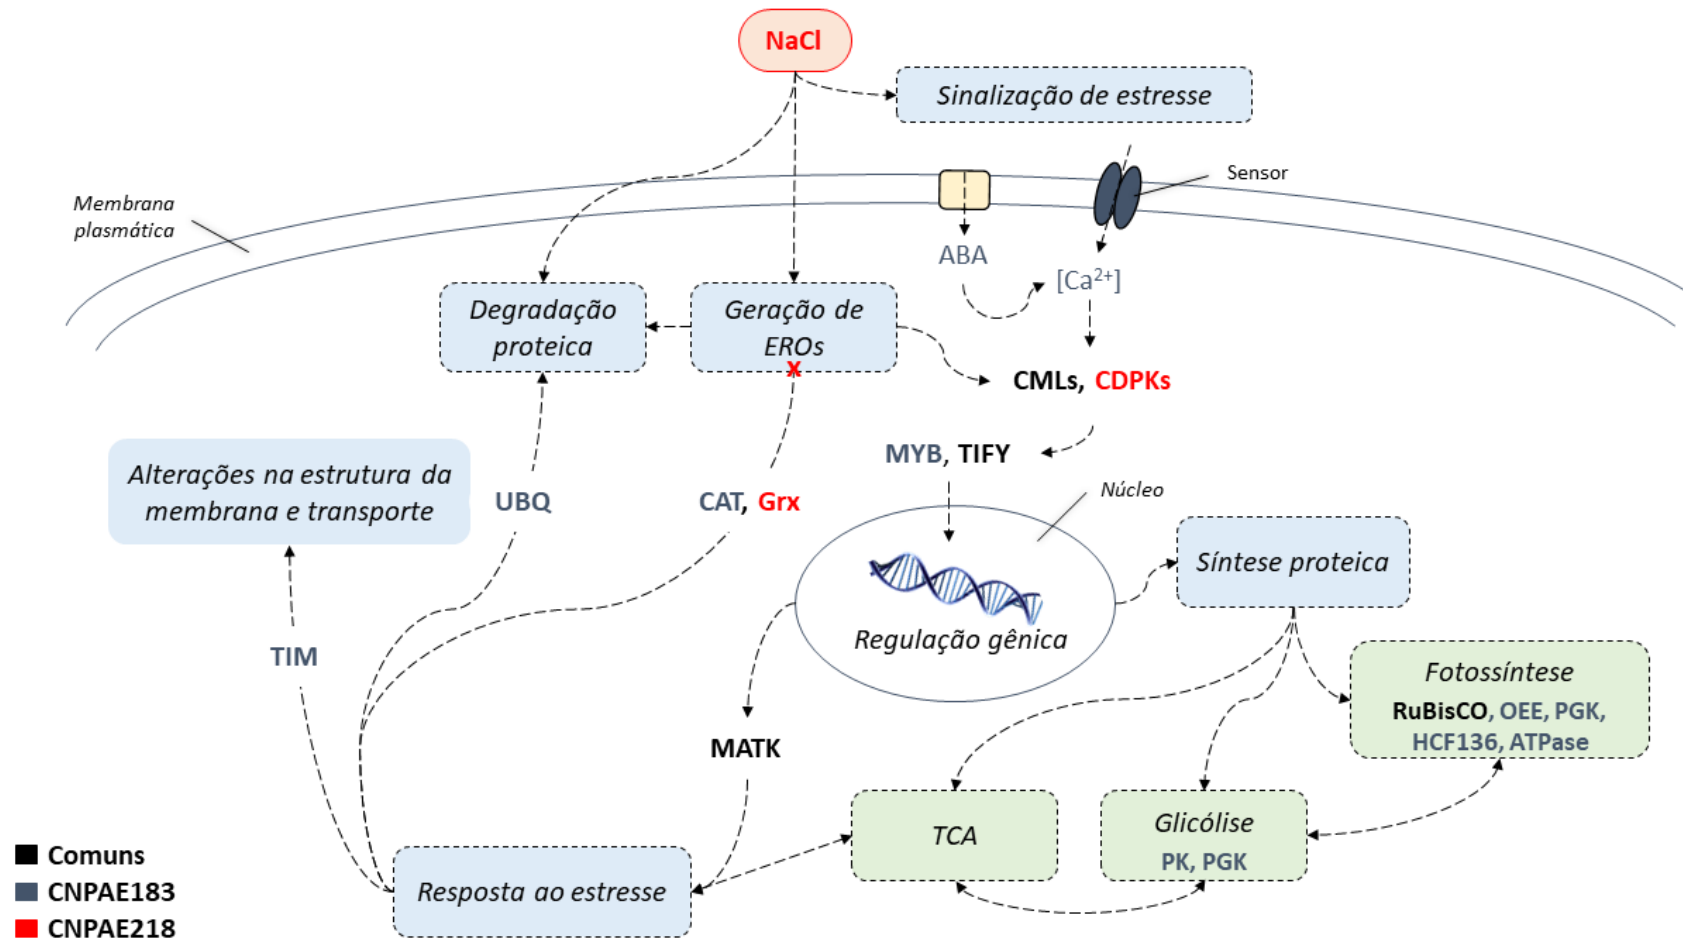 NaCl
Sinalização de estresse
Sensor
Membrana
plasmática
ABA
[Ca²⁺]
Degradação
proteica
Geração de
EROs
x
CMLs, CDPKs
MYB, TIFY
Alterações na estrutura da
membrana e transporte
UBQ
CAT, Grx
Núcleo
Síntese proteica
Regulação gênica
TIM
Fotossíntese
RuBisCO, OEE, PGK,
HCF136, ATPase
MATK
TCA
Glicólise
PK, PGK
Resposta ao estresse
Comuns
CNPAE183
CNPAE218